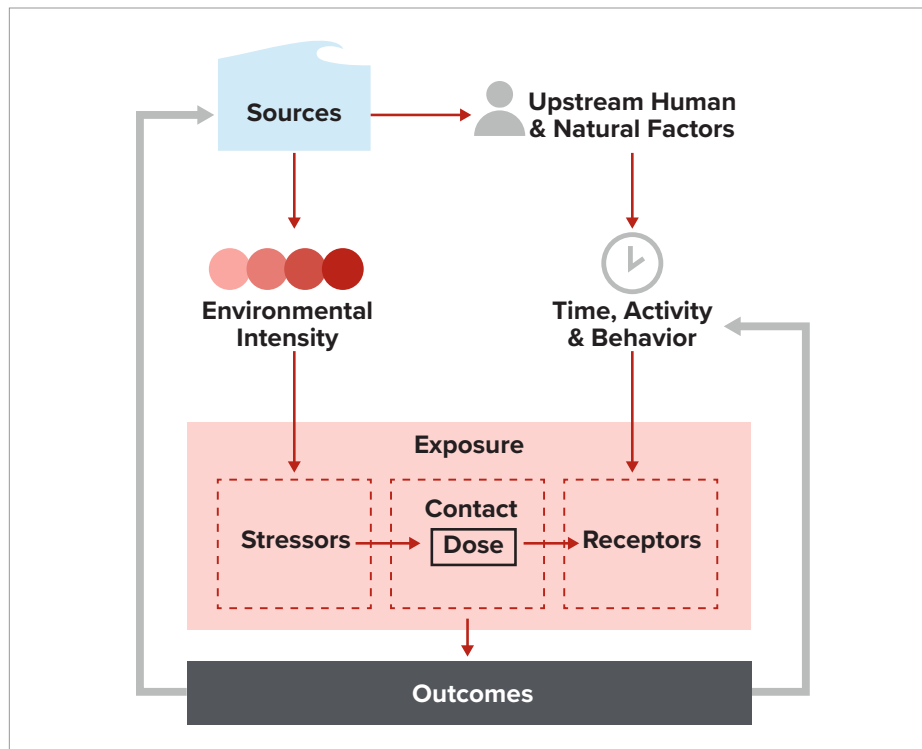 Sources
Upstream Human
& Natural Factors
Environmental
Intensity
Time, Activity
& Behavior
Exposure
Stressors
Contact
Dose
Receptors
Outcomes